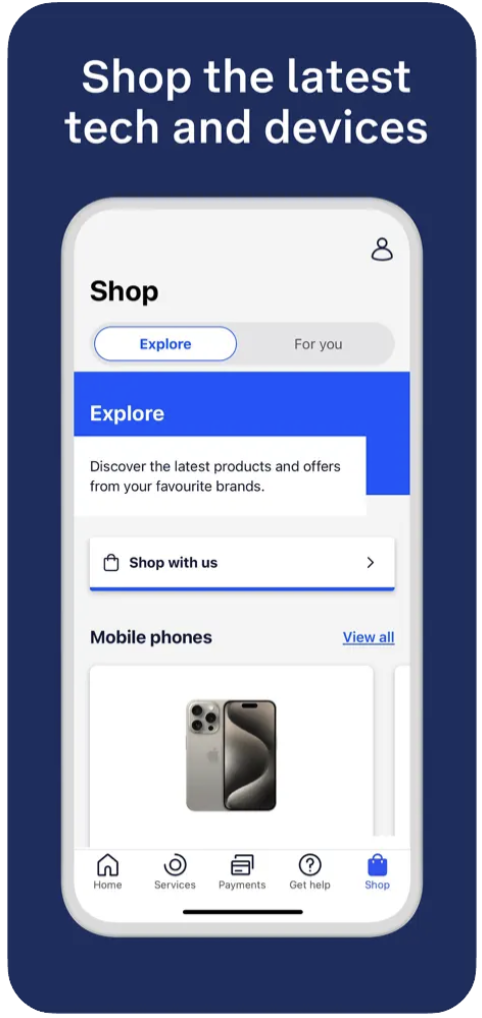 Shop the latest
tech and devices
Shop
Explore
For you
Explore
Discover the latest products and offers
from your favourite brands.
Shop with us
Mobile phones
View all
Home
Services
Payments
Get help
Shop